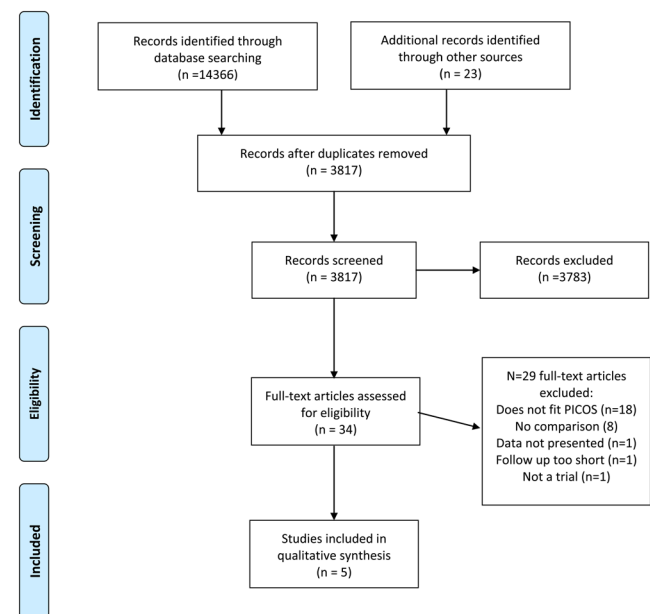 Identification
Records identified through
database searching
(n =14366)
Additional records identified
through other sources
(n = 23)
Records after duplicates removed
(n = 3817)
Screening
Records screened
(n = 3817)
Records excluded
(n =3783)
Eligibility
Full-text articles assessed
for eligibility
(n = 34)
N=29 full-text articles
excluded:
Does not fit PICOS (n=18)
No comparison (8)
Data not presented (n=1)
Follow up too short (n=1)
Not a trial (n=1)
Included
Studies included in
qualitative synthesis
(n = 5)